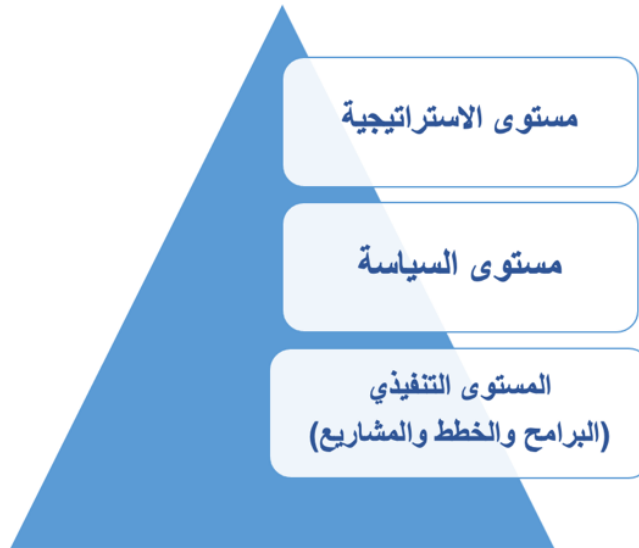 مستوى الاستراتيجية
مستوى السياسة
المستوى التنفيذي
(البرامح والخطط والمشاريع)